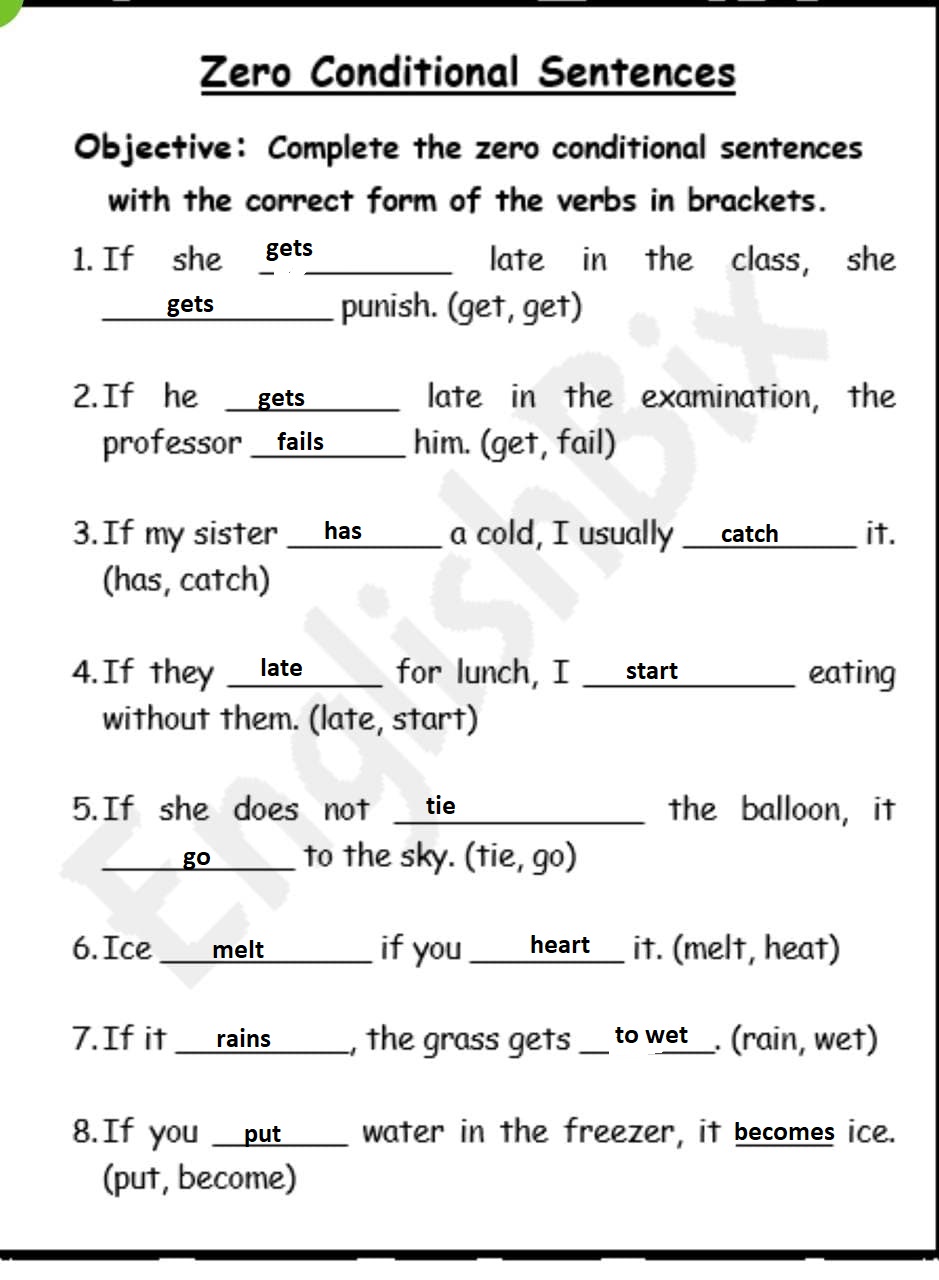 Zero Conditional Sentences
Objective: Complete the zero conditional sentences
with the correct form of the verbs in brackets.
1. If she gets late in the class, she
gets punish. (get, get)
2. If he gets late in the examination, the
professor fails him. (get, fail)
3. If my sister has a cold, I usually catch it.
(has, catch)
4. If they late for lunch, I start eating
without them. (late, start)
5. If she does not tie the balloon, it
go to the sky. (tie, go)
6. Ice melt if you heart it. (melt, heat)
7. If it rains, the grass gets to wet. (rain, wet)
8. If you put water in the freezer, it becomes ice.
(put, become)
EnglishBix